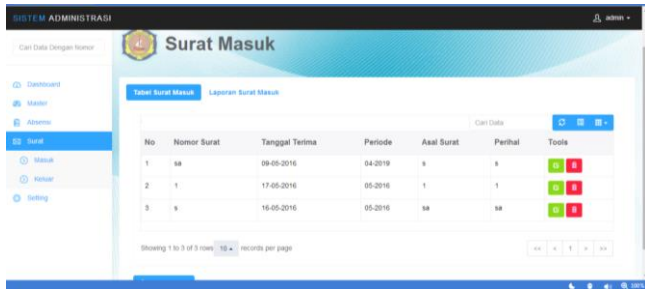 SISTEM ADMINISTRASI
admin
Cari Data Dengan Nomor
Surat Masuk
Dashboard
Master
Absensi
Surat
Masuk
Keluar
Setting
Tabel Surat Masuk Laporan Surat Masuk
Cari Data
No Nomor Surat Tanggal Terima Periode Asal Surat Perihal Tools
1 sa 09-05-2016 04-2019 s s
2 1 17-05-2016 05-2016 1 1
3 s 16-05-2016 05-2016 sa sa
Showing 1 to 3 of 3 rows 10 records per page
<< < 1 > >>
100%